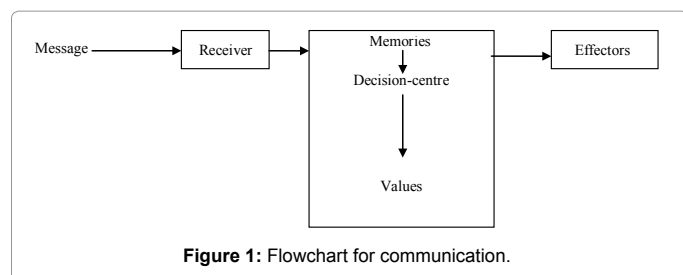 Message
Receiver
Memories
Decision-centre
Values
Effectors
Figure 1: Flowchart for communication.